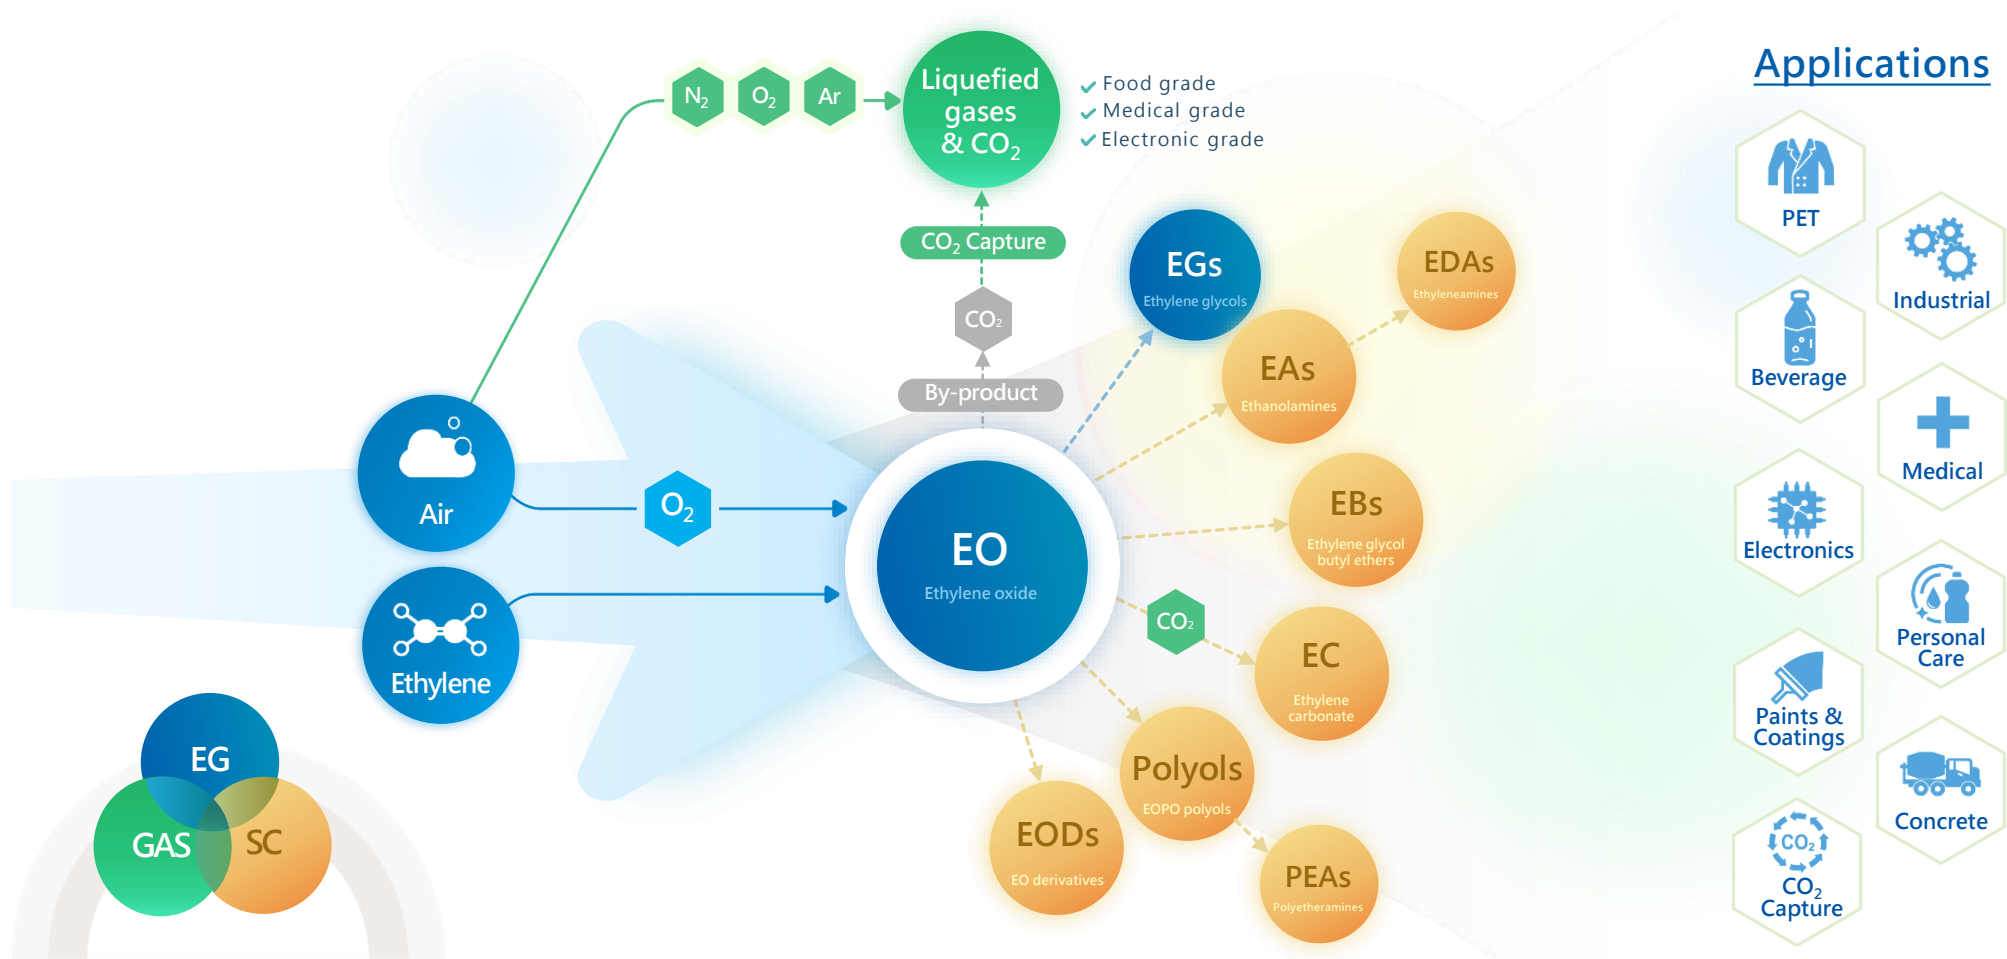 N₂
O₂
Ar
Liquefied
gases
& CO₂
Food grade
Medical grade
Electronic grade
CO₂ Capture
CO₂
By-product
Air
O₂
Ethylene
EO
Ethylene oxide
EGs
Ethylene glycols
EAs
Ethanolamines
EDAs
Ethyleneamines
EBs
Ethylene glycol
butyl ethers
CO₂
EC
Ethylene
carbonate
Polyols
EOPO polyols
PEAs
Polyetheramines
EODs
EO derivatives
EG
GAS
SC
Applications
PET
Industrial
Beverage
Medical
Electronics
Personal
Care
Paints &
Coatings
Concrete
CO₂
CO₂
Capture